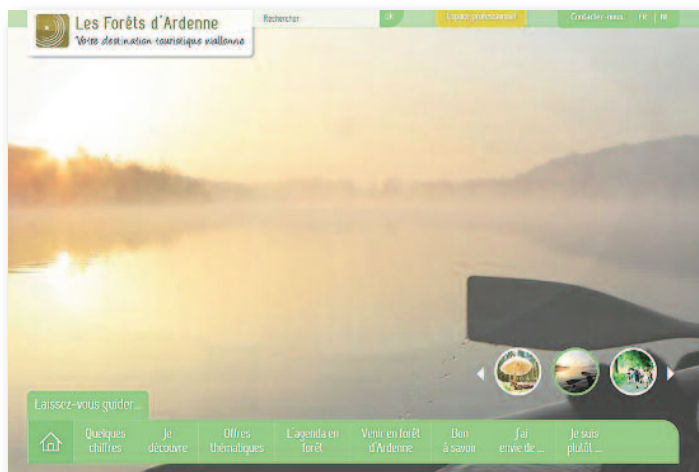 Les Forêts d'Ardenne
Votre destination touristique wallonne
Rechercher
ok
Espace professionnel
Contactez-nous
FR | NL
Laissez-vous guider...
Quelques chiffres
Je découvre
Offres thématiques
L'agenda en forêt
Venir en forêt d'Ardenne
Bon à savoir
J'ai envie de ...
Je suis plutôt ...